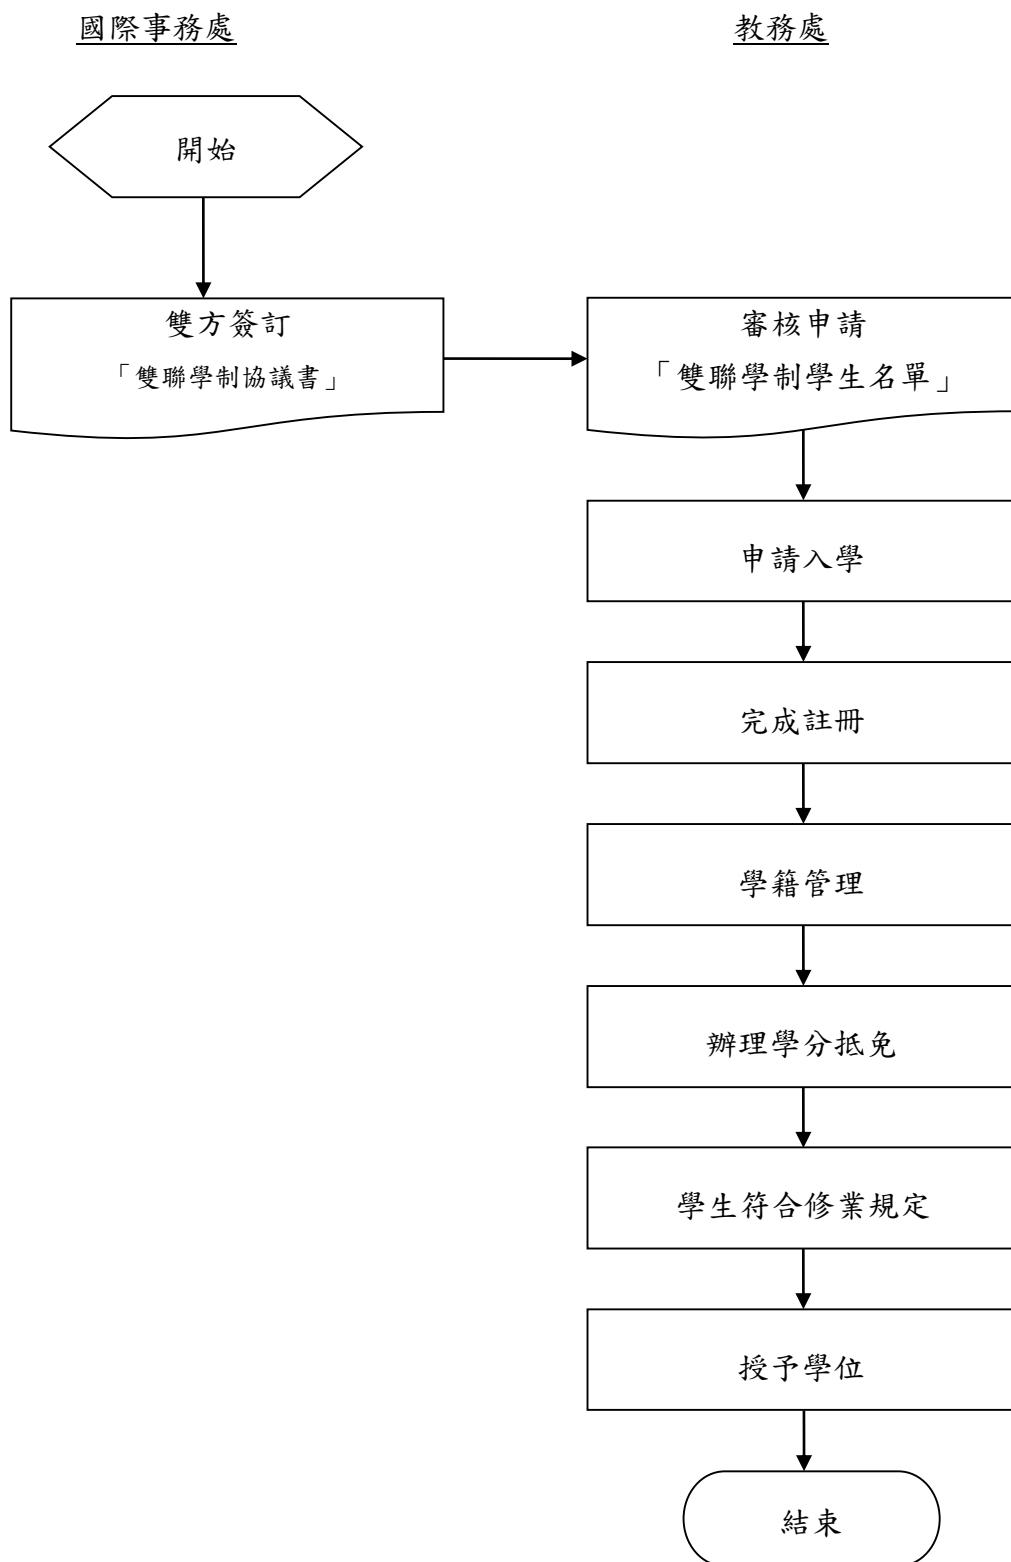 國際事務處
教務處
開始
雙方簽訂
「雙聯學制協議書」
審核申請
「雙聯學制學生名單」
申請入學
完成註冊
學籍管理
辦理學分抵免
學生符合修業規定
授予學位
結束